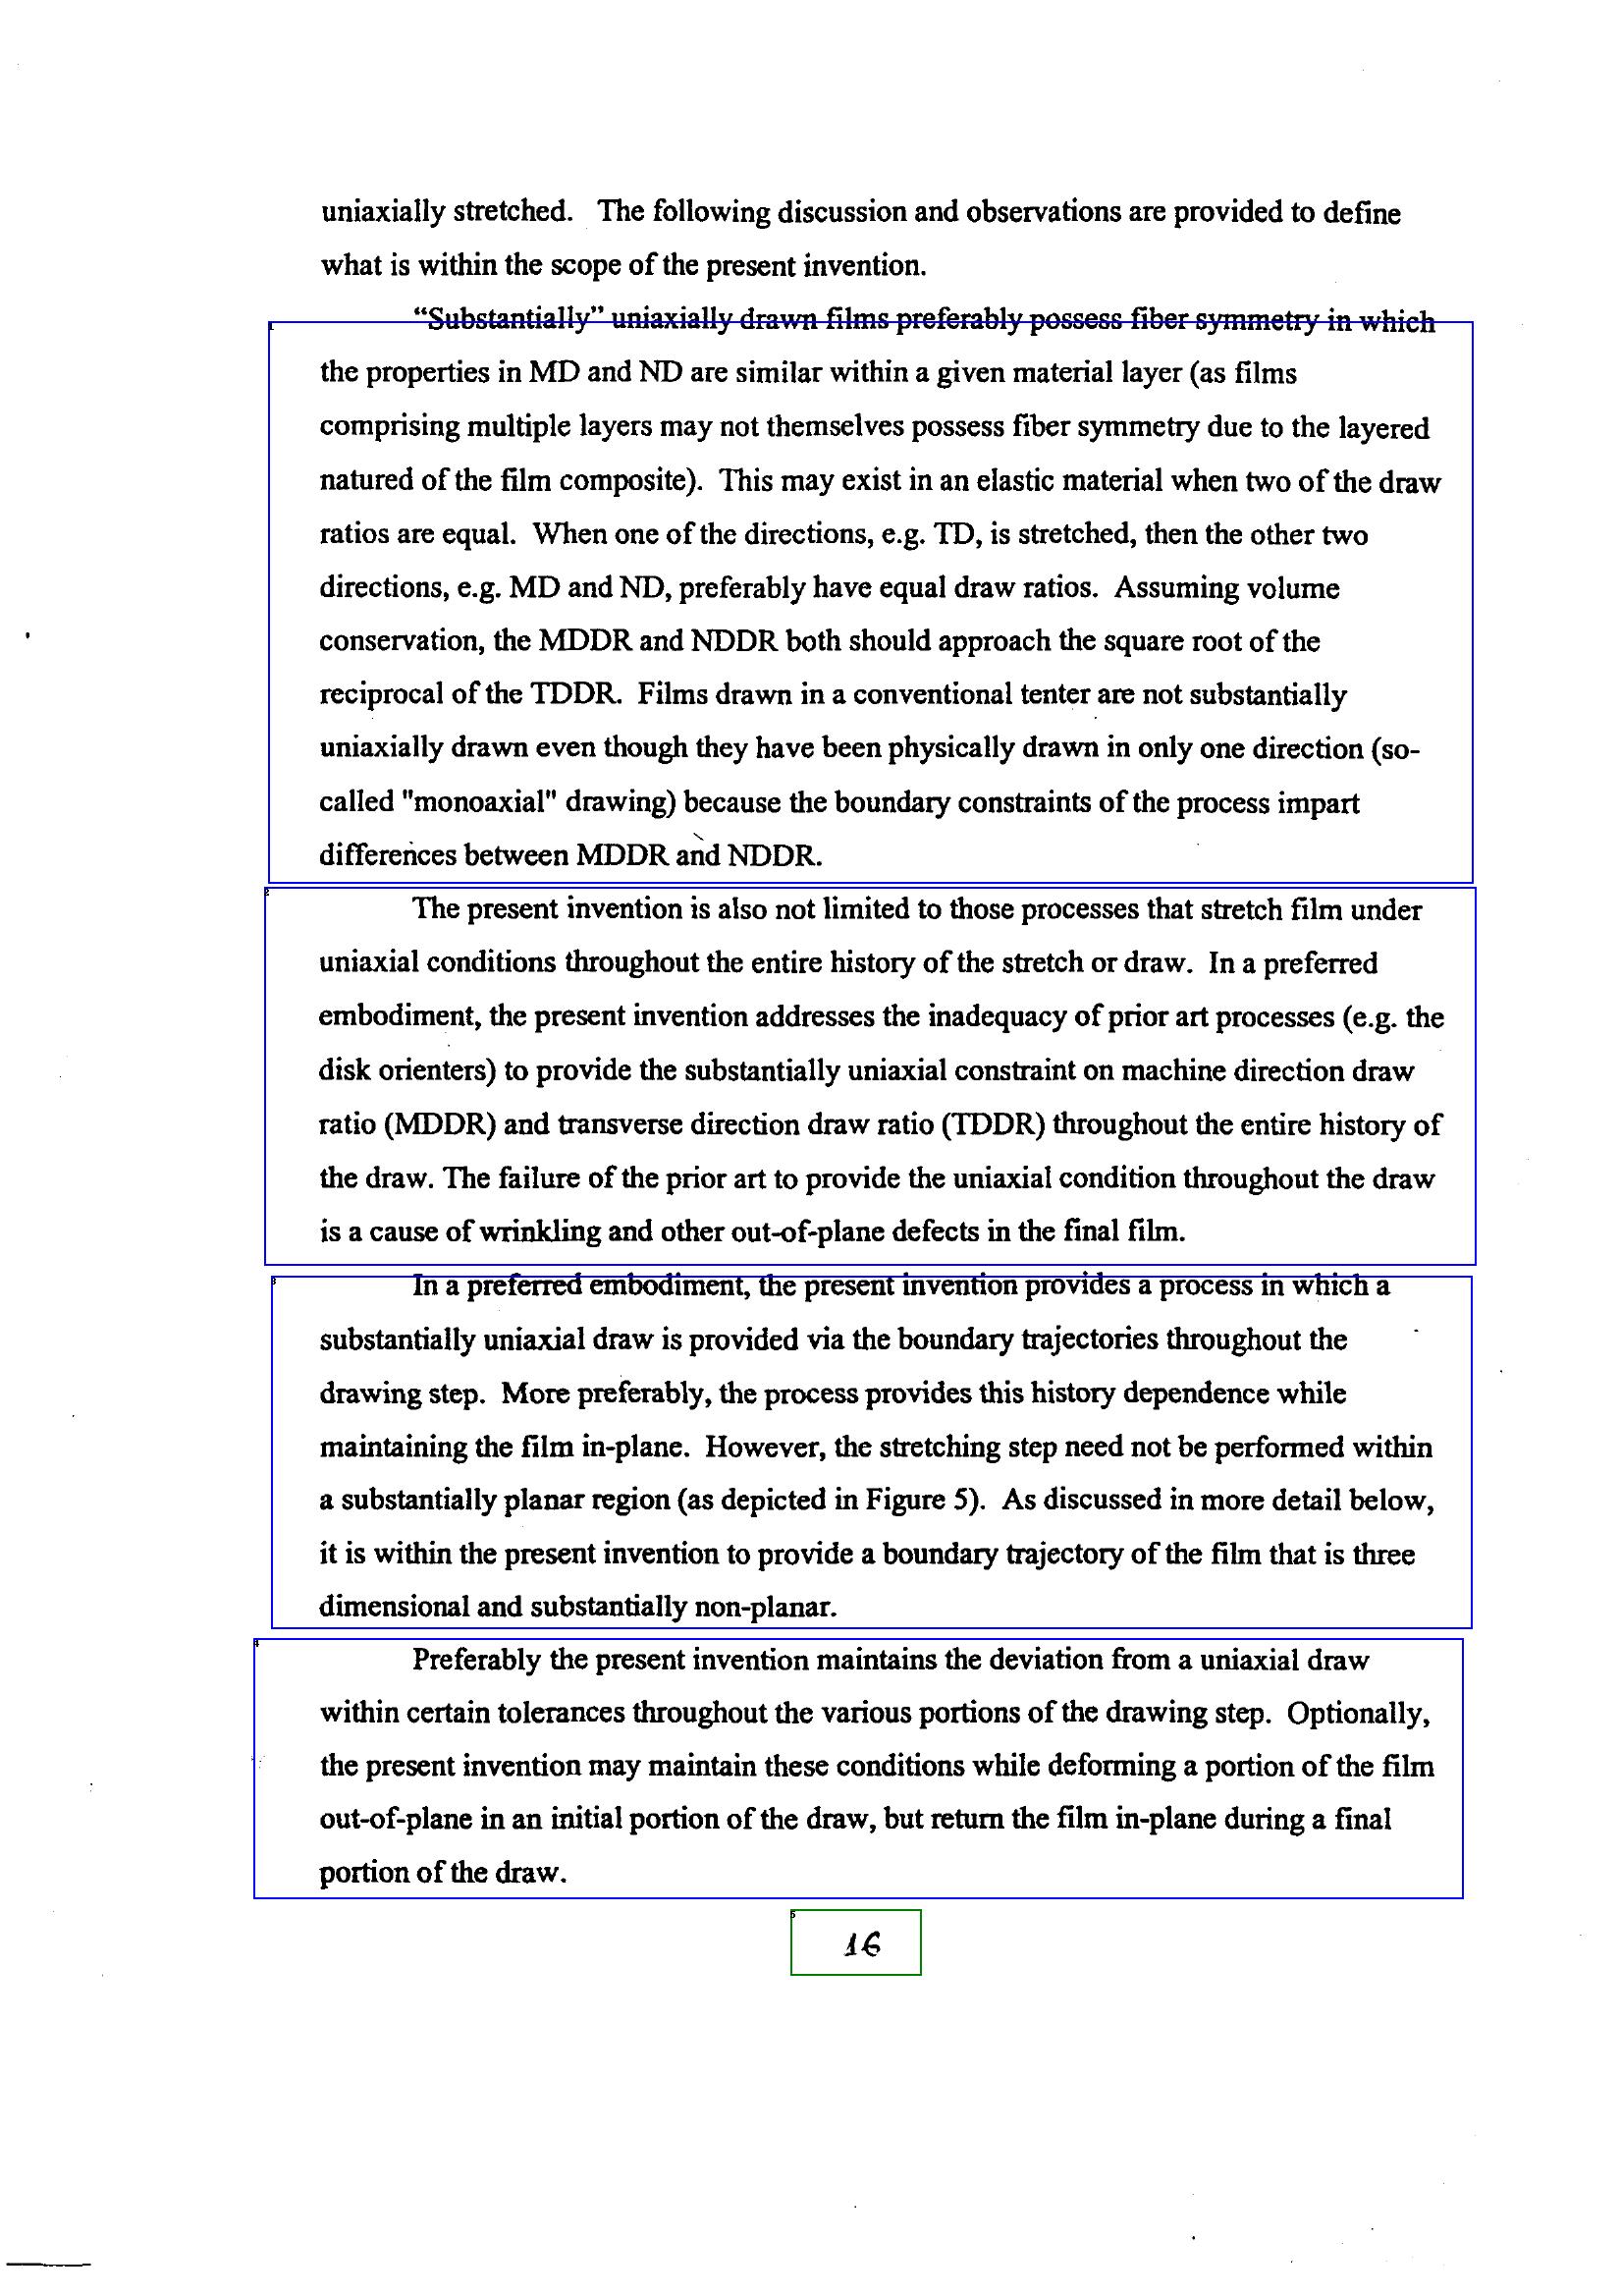 uniaxially stretched. The following discussion and observations are provided to define
what is within the scope of the present invention.
“Substantially” uniaxially drawn films preferably possess fiber symmetry in which
the properties in MD and ND are similar within a given material layer (as films
comprising multiple layers may not themselves possess fiber symmetry due to the layered
natured of the film composite). This may exist in an elastic material when two of the draw
ratios are equal. When one of the directions, e.g. TD, is stretched, then the other two
directions, e.g. MD and ND, preferably have equal draw ratios. Assuming volume
conservation, the MDDR and NDDR both should approach the square root of the
reciprocal of the TDDR. Films drawn in a conventional tenter are not substantially
uniaxially drawn even though they have been physically drawn in only one direction (so-
called "monoaxial" drawing) because the boundary constraints of the process impart
differences between MDDR and NDDR.
The present invention is also not limited to those processes that stretch film under
uniaxial conditions throughout the entire history of the stretch or draw. In a preferred
embodiment, the present invention addresses the inadequacy of prior art processes (e.g. the
disk orienters) to provide the substantially uniaxial constraint on machine direction draw
ratio (MDDR) and transverse direction draw ratio (TDDR) throughout the entire history of
the draw. The failure of the prior art to provide the uniaxial condition throughout the draw
is a cause of wrinkling and other out-of-plane defects in the final film.
In a preferred embodiment, the present invention provides a process in which a
substantially uniaxial draw is provided via the boundary trajectories throughout the
drawing step. More preferably, the process provides this history dependence while
maintaining the film in-plane. However, the stretching step need not be performed within
a substantially planar region (as depicted in Figure 5). As discussed in more detail below,
it is within the present invention to provide a boundary trajectory of the film that is three
dimensional and substantially non-planar.
Preferably the present invention maintains the deviation from a uniaxial draw
within certain tolerances throughout the various portions of the drawing step. Optionally,
the present invention may maintain these conditions while deforming a portion of the film
out-of-plane in an initial portion of the draw, but return the film in-plane during a final
portion of the draw.
16